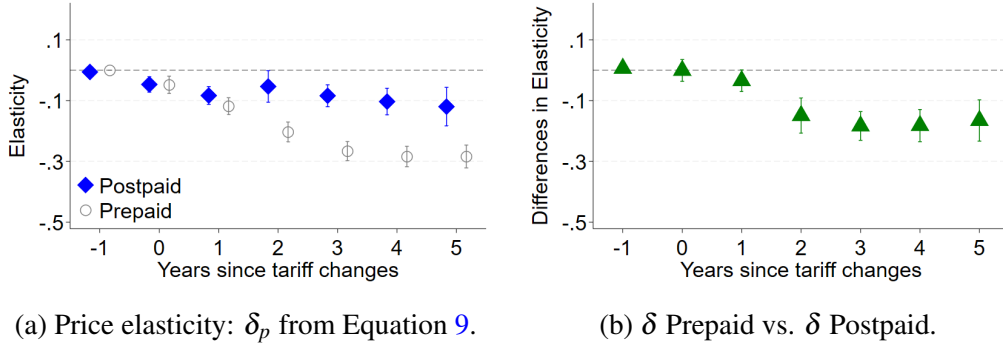 .1
-.1
-.3
-.5
Elasticity
Postpaid
Prepaid
-1 0 1 2 3 4 5
Years since tariff changes
(a) Price elasticity: δp from Equation 9.
.1
-.1
-.3
-.5
Differences in Elasticity
-1 0 1 2 3 4 5
Years since tariff changes
(b) δ Prepaid vs. δ Postpaid.